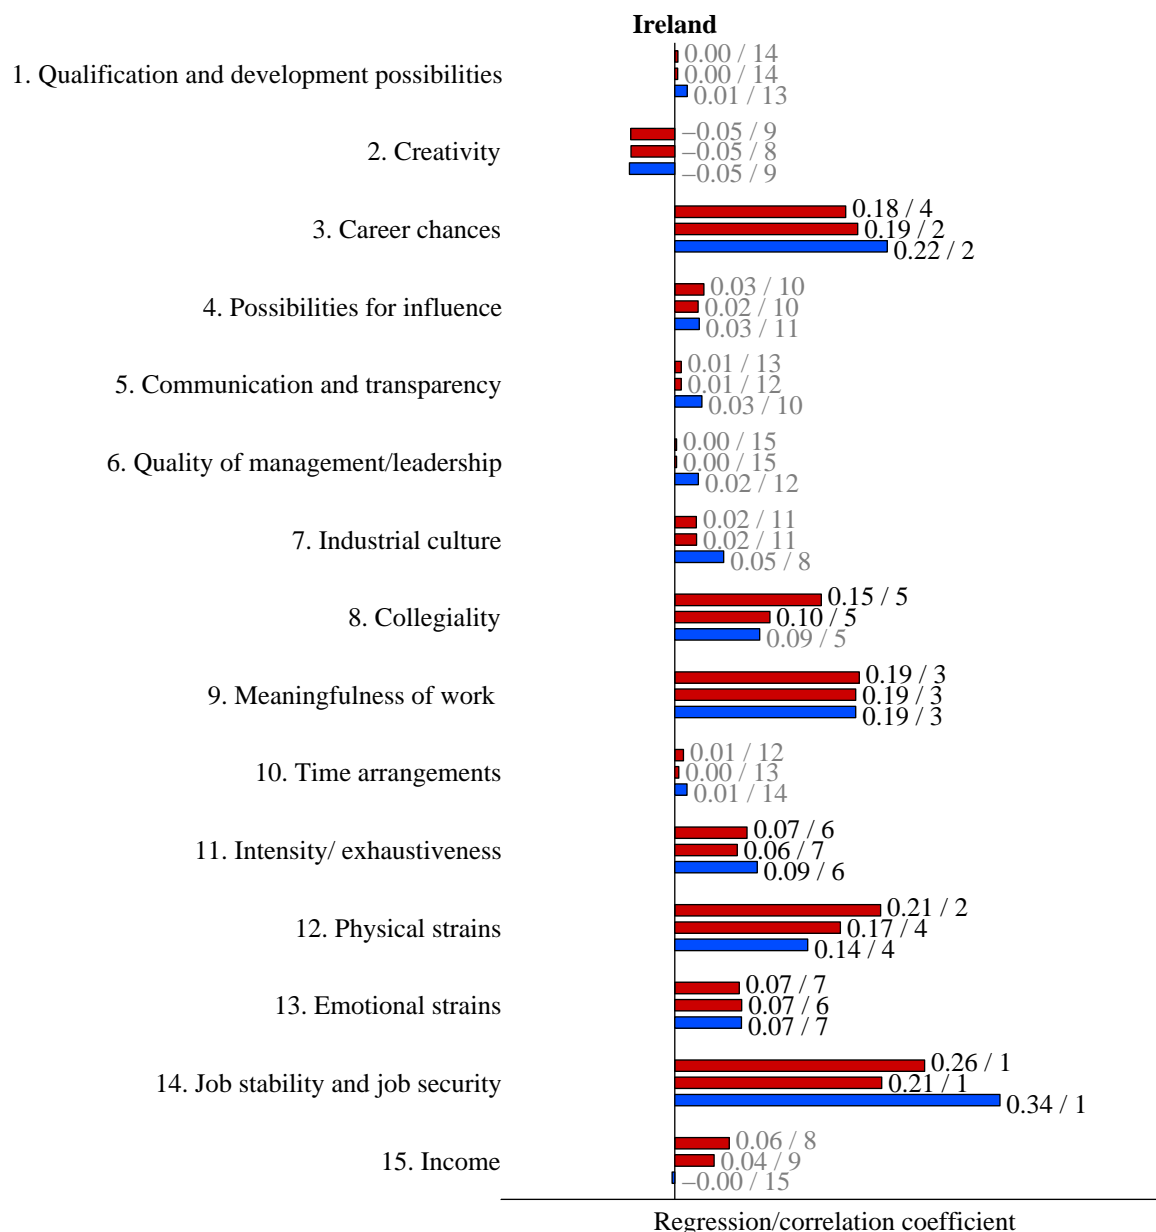 Ireland
1. Qualification and development possibilities
0.00 / 14
0.00 / 14
0.01 / 13
2. Creativity
–0.05 / 9
–0.05 / 8
–0.05 / 9
3. Career chances
0.18 / 4
0.19 / 2
0.22 / 2
4. Possibilities for influence
0.03 / 10
0.02 / 10
0.03 / 11
5. Communication and transparency
0.01 / 13
0.01 / 12
0.03 / 10
6. Quality of management/leadership
0.00 / 15
0.00 / 15
0.02 / 12
7. Industrial culture
0.02 / 11
0.02 / 11
0.05 / 8
8. Collegiality
0.15 / 5
0.10 / 5
0.09 / 5
9. Meaningfulness of work
0.19 / 3
0.19 / 3
0.19 / 3
10. Time arrangements
0.01 / 12
0.00 / 13
0.01 / 14
11. Intensity/ exhaustiveness
0.07 / 6
0.06 / 7
0.09 / 6
12. Physical strains
0.21 / 2
0.17 / 4
0.14 / 4
13. Emotional strains
0.07 / 7
0.07 / 6
0.07 / 7
14. Job stability and job security
0.26 / 1
0.21 / 1
0.34 / 1
15. Income
0.06 / 8
0.04 / 9
–0.00 / 15
Regression/correlation coefficient